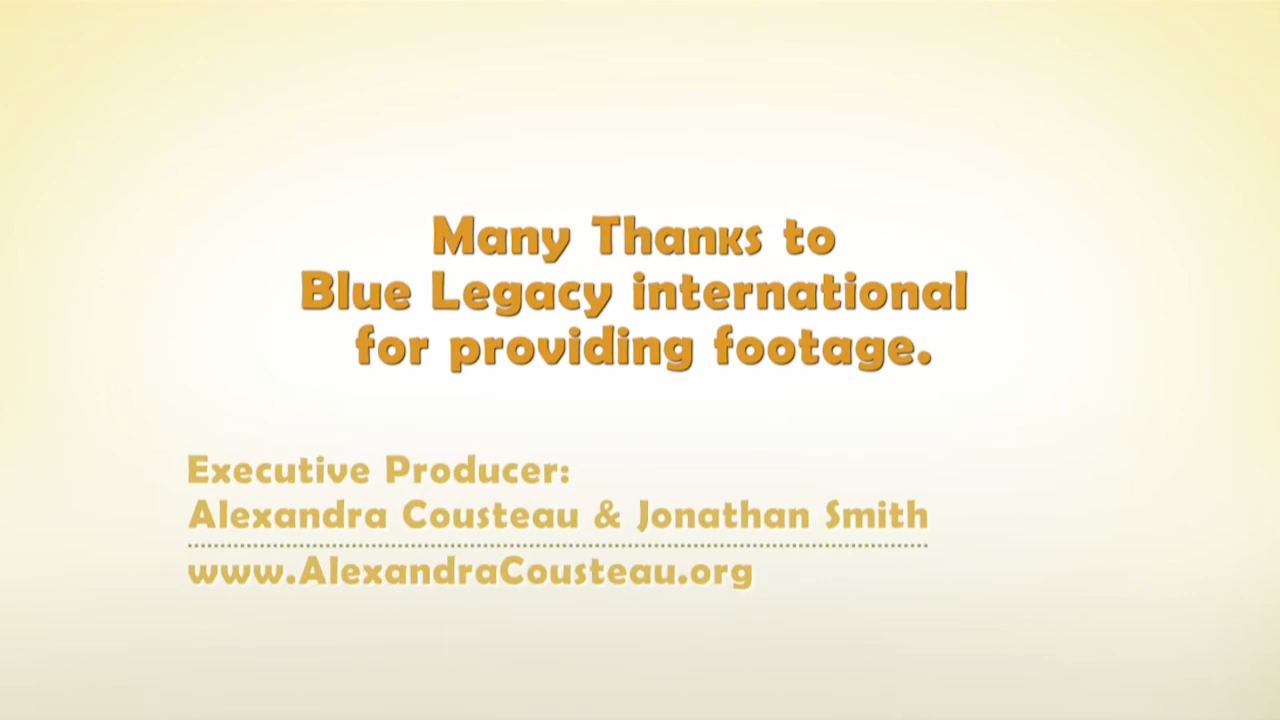 Many Thanks to
Blue Legacy international
for providing footage.
Executive Producer:
Alexandra Cousteau & Jonathan Smith
www.AlexandraCousteau.org